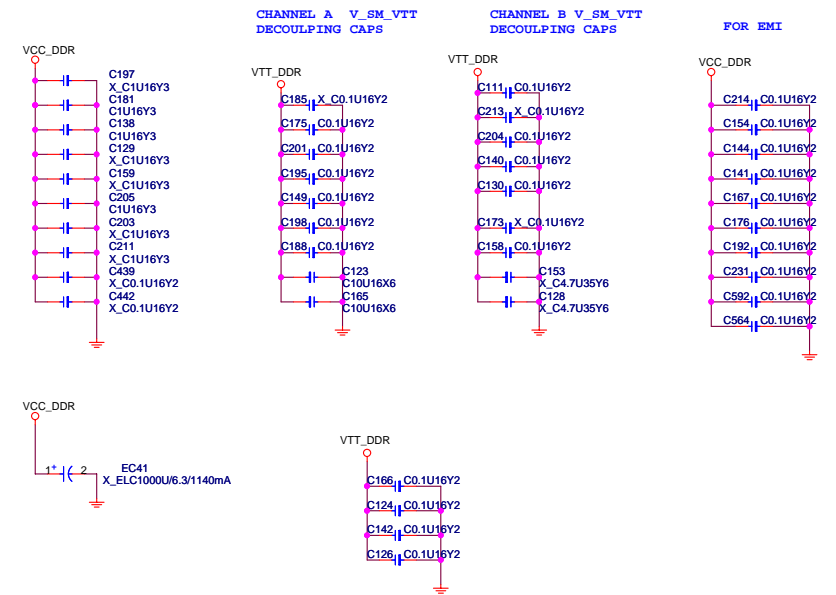 CHANNEL A V_SM_VTT
DECOULPING CAPS
CHANNEL B V_SM_VTT
DECOULPING CAPS
FOR EMI
VCC_DDR
C197
X_C1U16Y3
C181
C1U16Y3
C138
C1U16Y3
C129
X_C1U16Y3
C159
X_C1U16Y3
C205
C1U16Y3
C203
X_C1U16Y3
C211
X_C1U16Y3
C439
X_C0.1U16Y2
C442
X_C0.1U16Y2
VTT_DDR
C185 X_C0.1U16Y2
C175 C0.1U16Y2
C201 C0.1U16Y2
C195 C0.1U16Y2
C149 C0.1U16Y2
C198 C0.1U16Y2
C188 C0.1U16Y2
C123
C10U16X6
C165
C10U16X6
VTT_DDR
C111 C0.1U16Y2
C213 X_C0.1U16Y2
C204 C0.1U16Y2
C140 C0.1U16Y2
C130 C0.1U16Y2
C173 X_C0.1U16Y2
C158 C0.1U16Y2
C153
X_C4.7U35Y6
C128
X_C4.7U35Y6
VCC_DDR
C214 C0.1U16Y2
C154 C0.1U16Y2
C144 C0.1U16Y2
C141 C0.1U16Y2
C167 C0.1U16Y2
C176 C0.1U16Y2
C192 C0.1U16Y2
C231 C0.1U16Y2
C592 C0.1U16Y2
C564 C0.1U16Y2
VCC_DDR
1 + 2
EC41
X_ELC1000U/6.3/1140mA
VTT_DDR
C166 C0.1U16Y2
C124 C0.1U16Y2
C142 C0.1U16Y2
C126 C0.1U16Y2